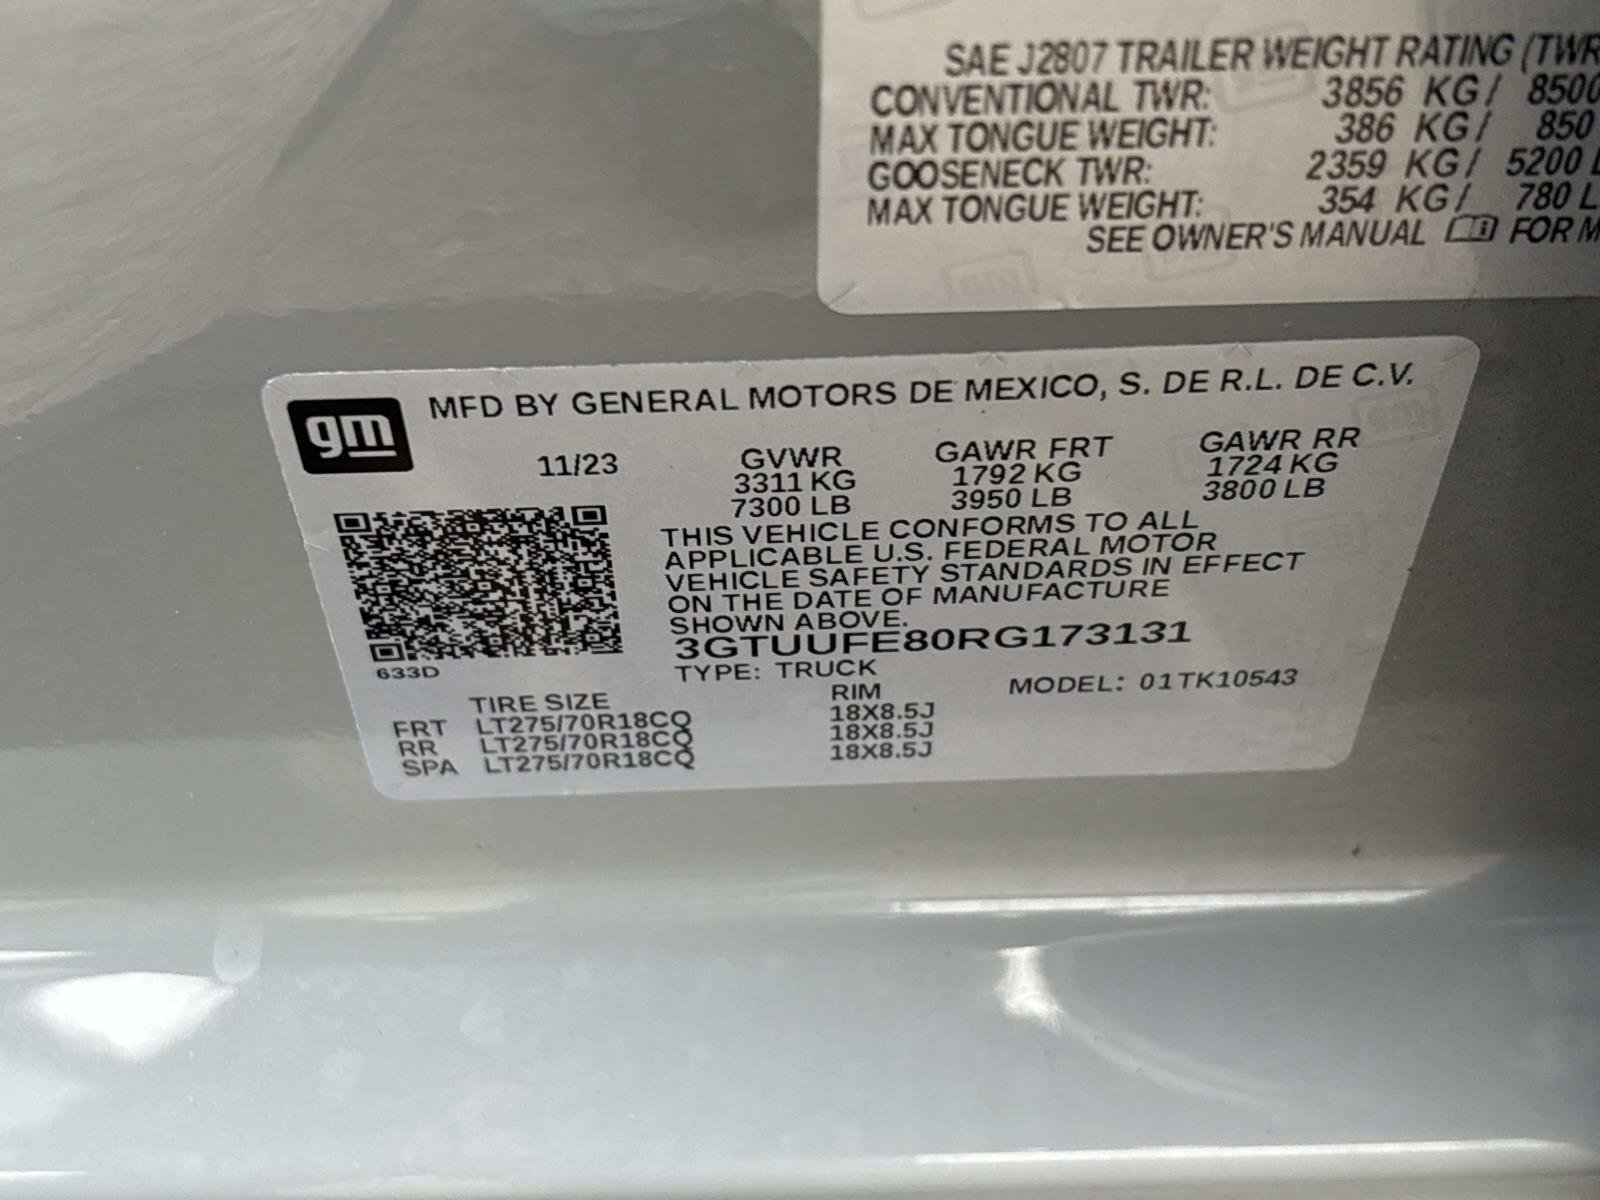 SAE J2807 TRAILER WEIGHT RATING (TWR
CONVENTIONAL TWR: 3856 KG/ 8500
MAX TONGUE WEIGHT: 386 KG/ 850
GOOSENECK TWR: 2359 KG/ 5200 L
MAX TONGUE WEIGHT: 354 KG/ 780 L
SEE OWNER'S MANUAL FOR M
gm
MFD BY GENERAL MOTORS DE MEXICO, S. DE R.L. DE C.V.
11/23 GVWR GAWR FRT GAWR RR
3311 KG 1792 KG 1724 KG
7300 LB 3950 LB 3800 LB
THIS VEHICLE CONFORMS TO ALL
APPLICABLE U.S. FEDERAL MOTOR
VEHICLE SAFETY STANDARDS IN EFFECT
ON THE DATE OF MANUFACTURE
SHOWN ABOVE.
3GTUUFE80RG173131
633D
TYPE: TRUCK
MODEL: 01TK10543
TIRE SIZE RIM
FRT LT275/70R18CQ 18X8.5J
RR LT275/70R18CQ 18X8.5J
SPA LT275/70R18CQ 18X8.5J